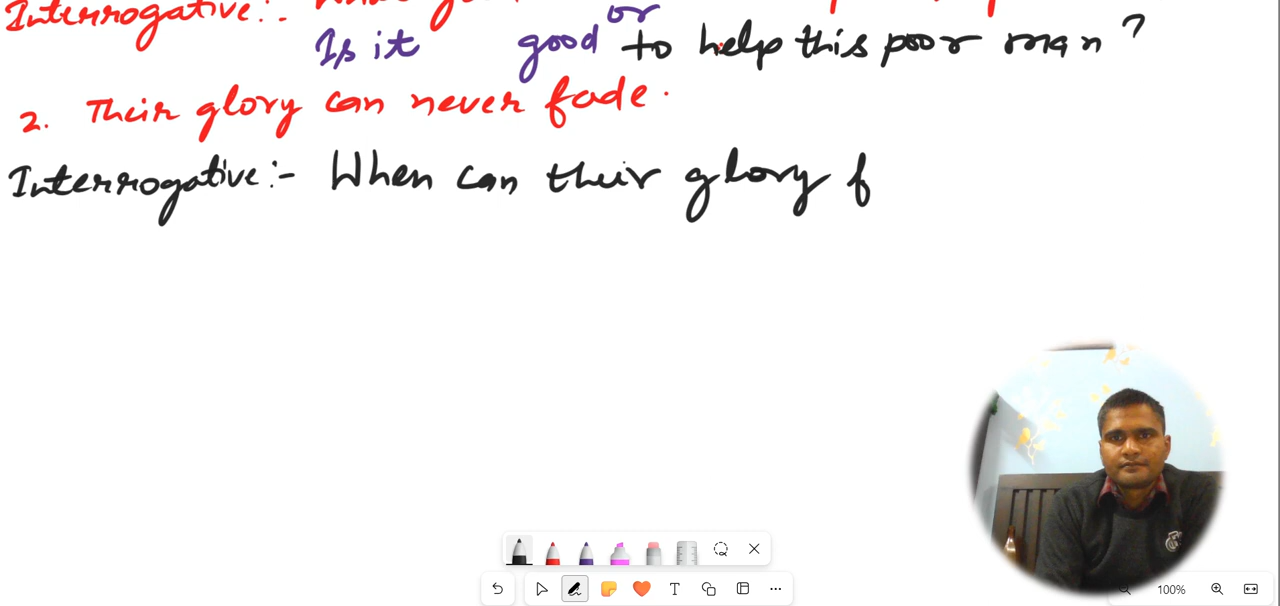 Interrogative:-
or
Is it good to help this poor man?
2. Their glory can never fade.
Interrogative:- When can their glory f
100%